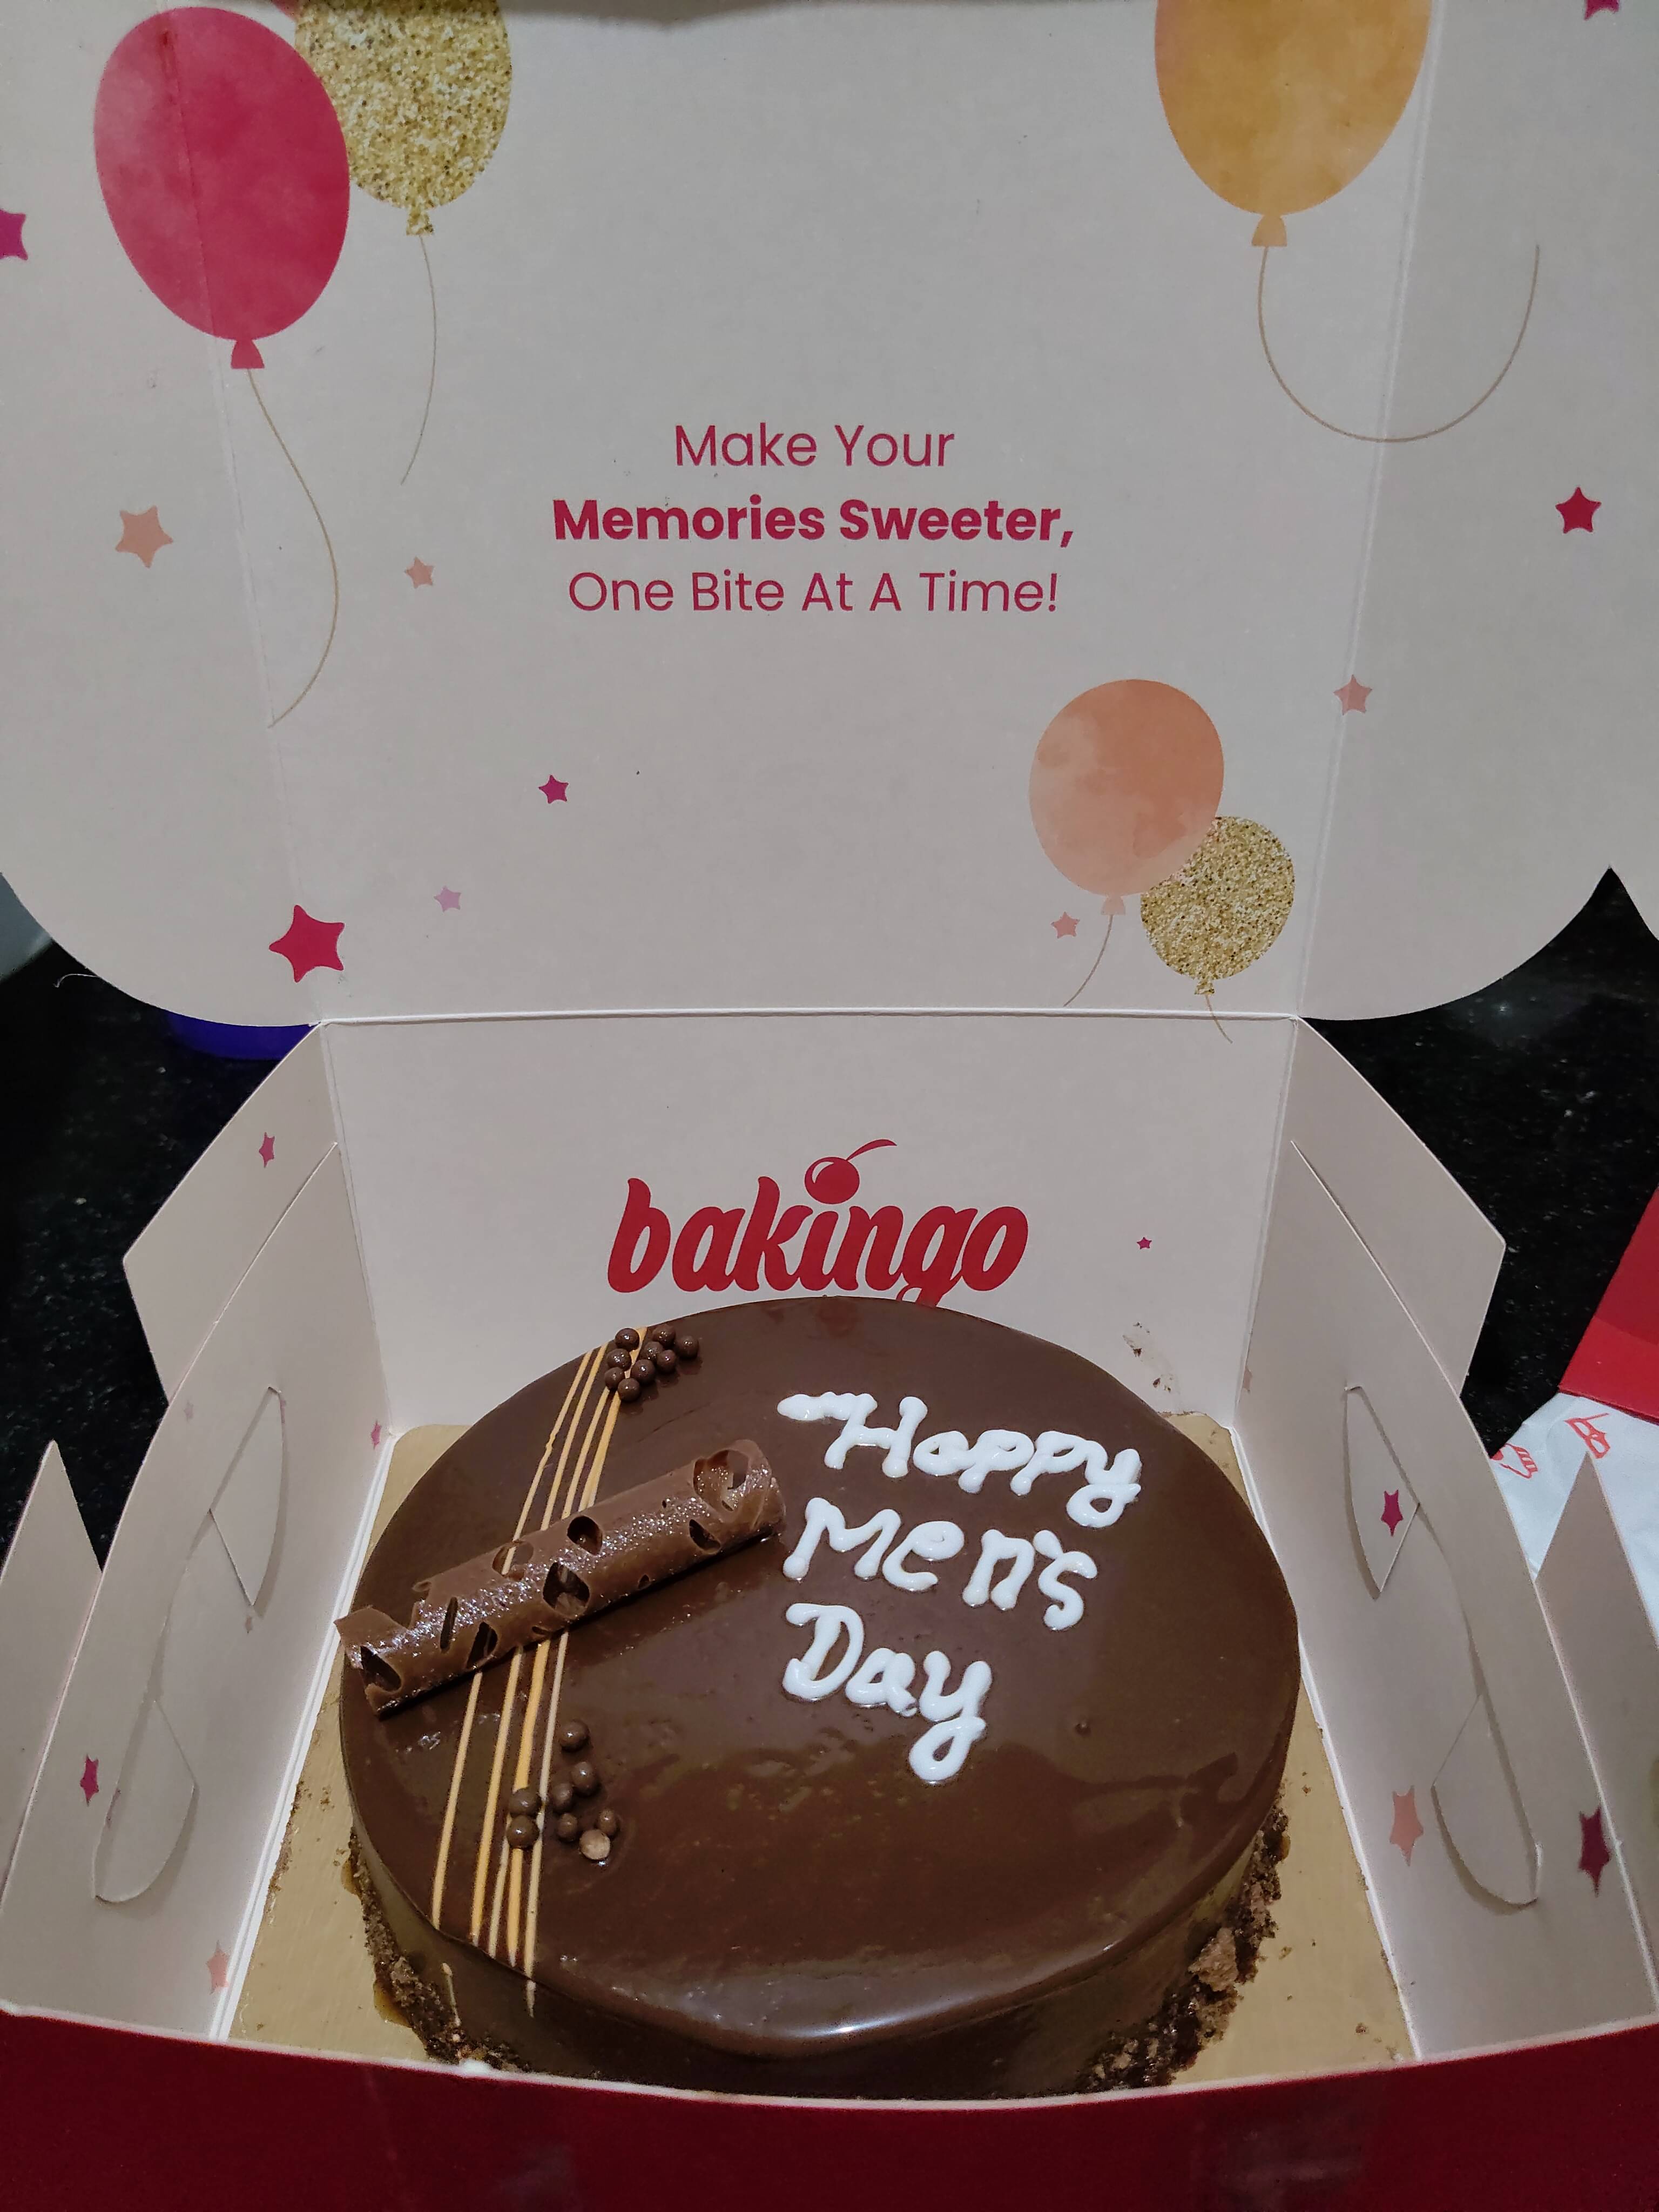 Make Your
Memories Sweeter,
One Bite At A Time!
bakingo
Happy
Men's
Day